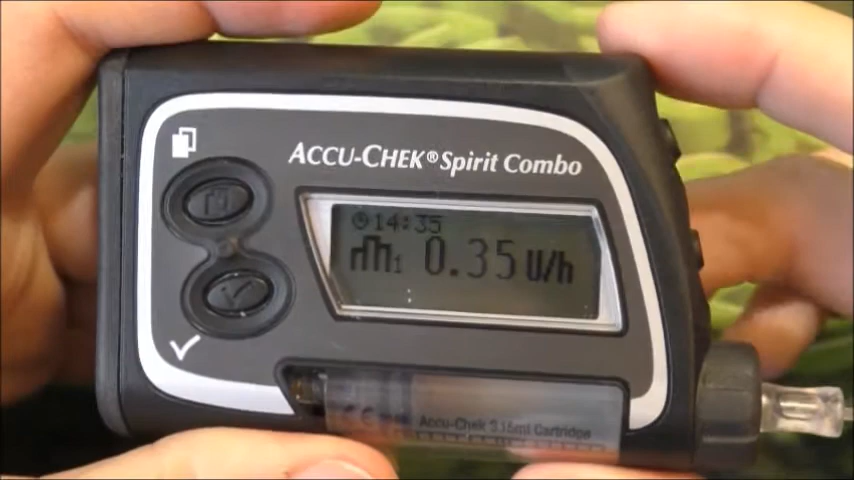 ACCU-CHEK® Spirit Combo
14:35
1 0.35 U/h
Accu-Chek 3.15ml Cartridge